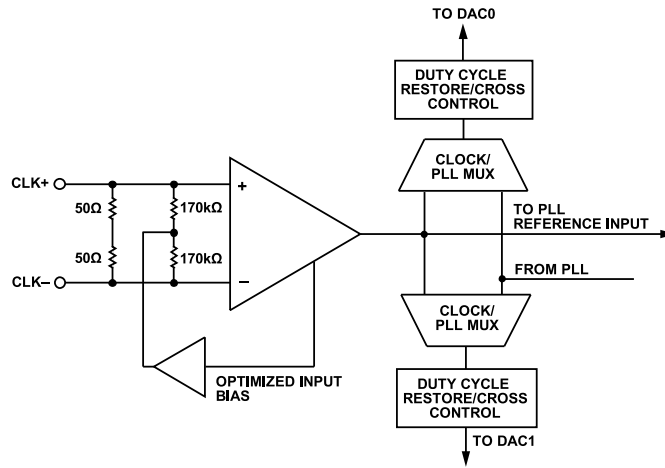 TO DAC0
DUTY CYCLE
RESTORE/CROSS
CONTROL
CLOCK/
PLL MUX
CLK+
50Ω
170kΩ
+
TO PLL
REFERENCE INPUT
50Ω
170kΩ
FROM PLL
CLK–
–
CLOCK/
PLL MUX
OPTIMIZED INPUT
BIAS
DUTY CYCLE
RESTORE/CROSS
CONTROL
TO DAC1